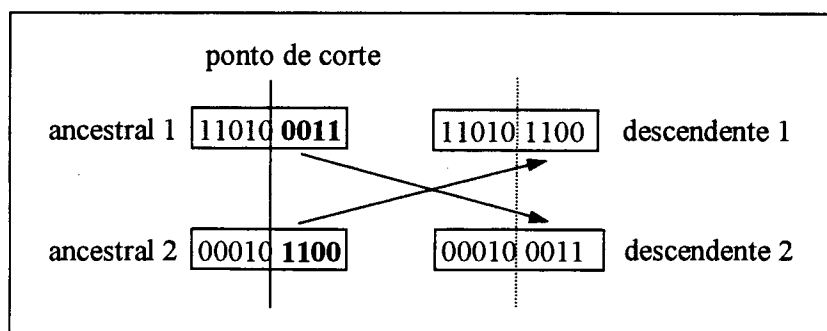 ponto de corte
ancestral 1 11010 0011 11010 1100 descendente 1
ancestral 2 00010 1100 00010 0011 descendente 2